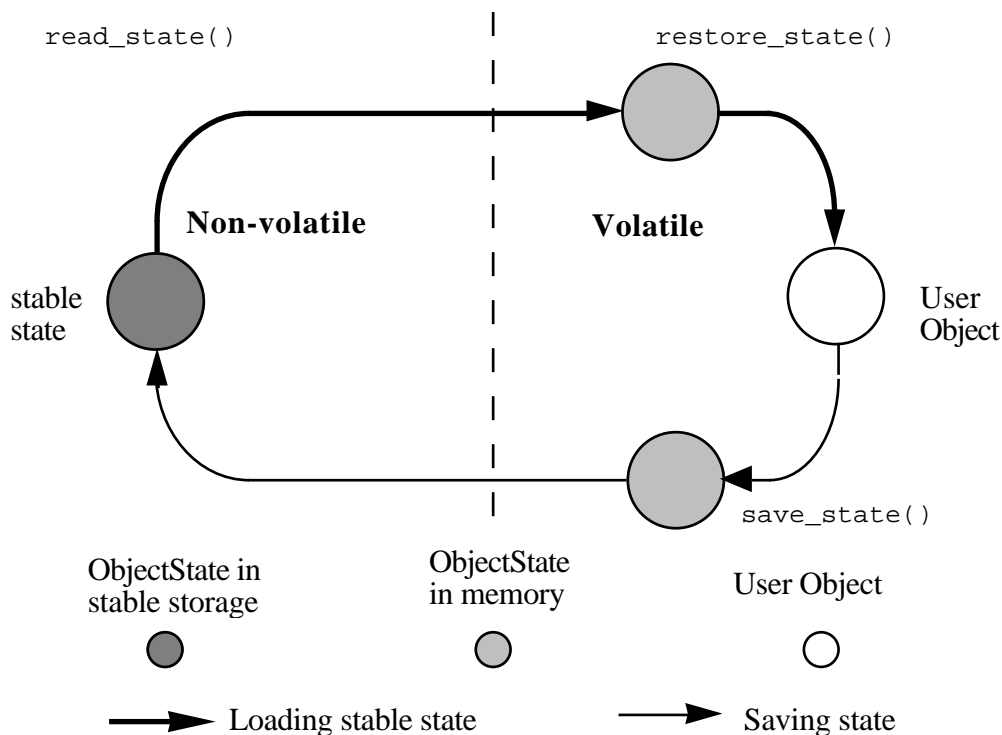 read_state()
restore_state()
Non-volatile
Volatile
stable
state
User
Object
save_state()
ObjectState in
stable storage
ObjectState
in memory
User Object
Loading stable state
Saving state